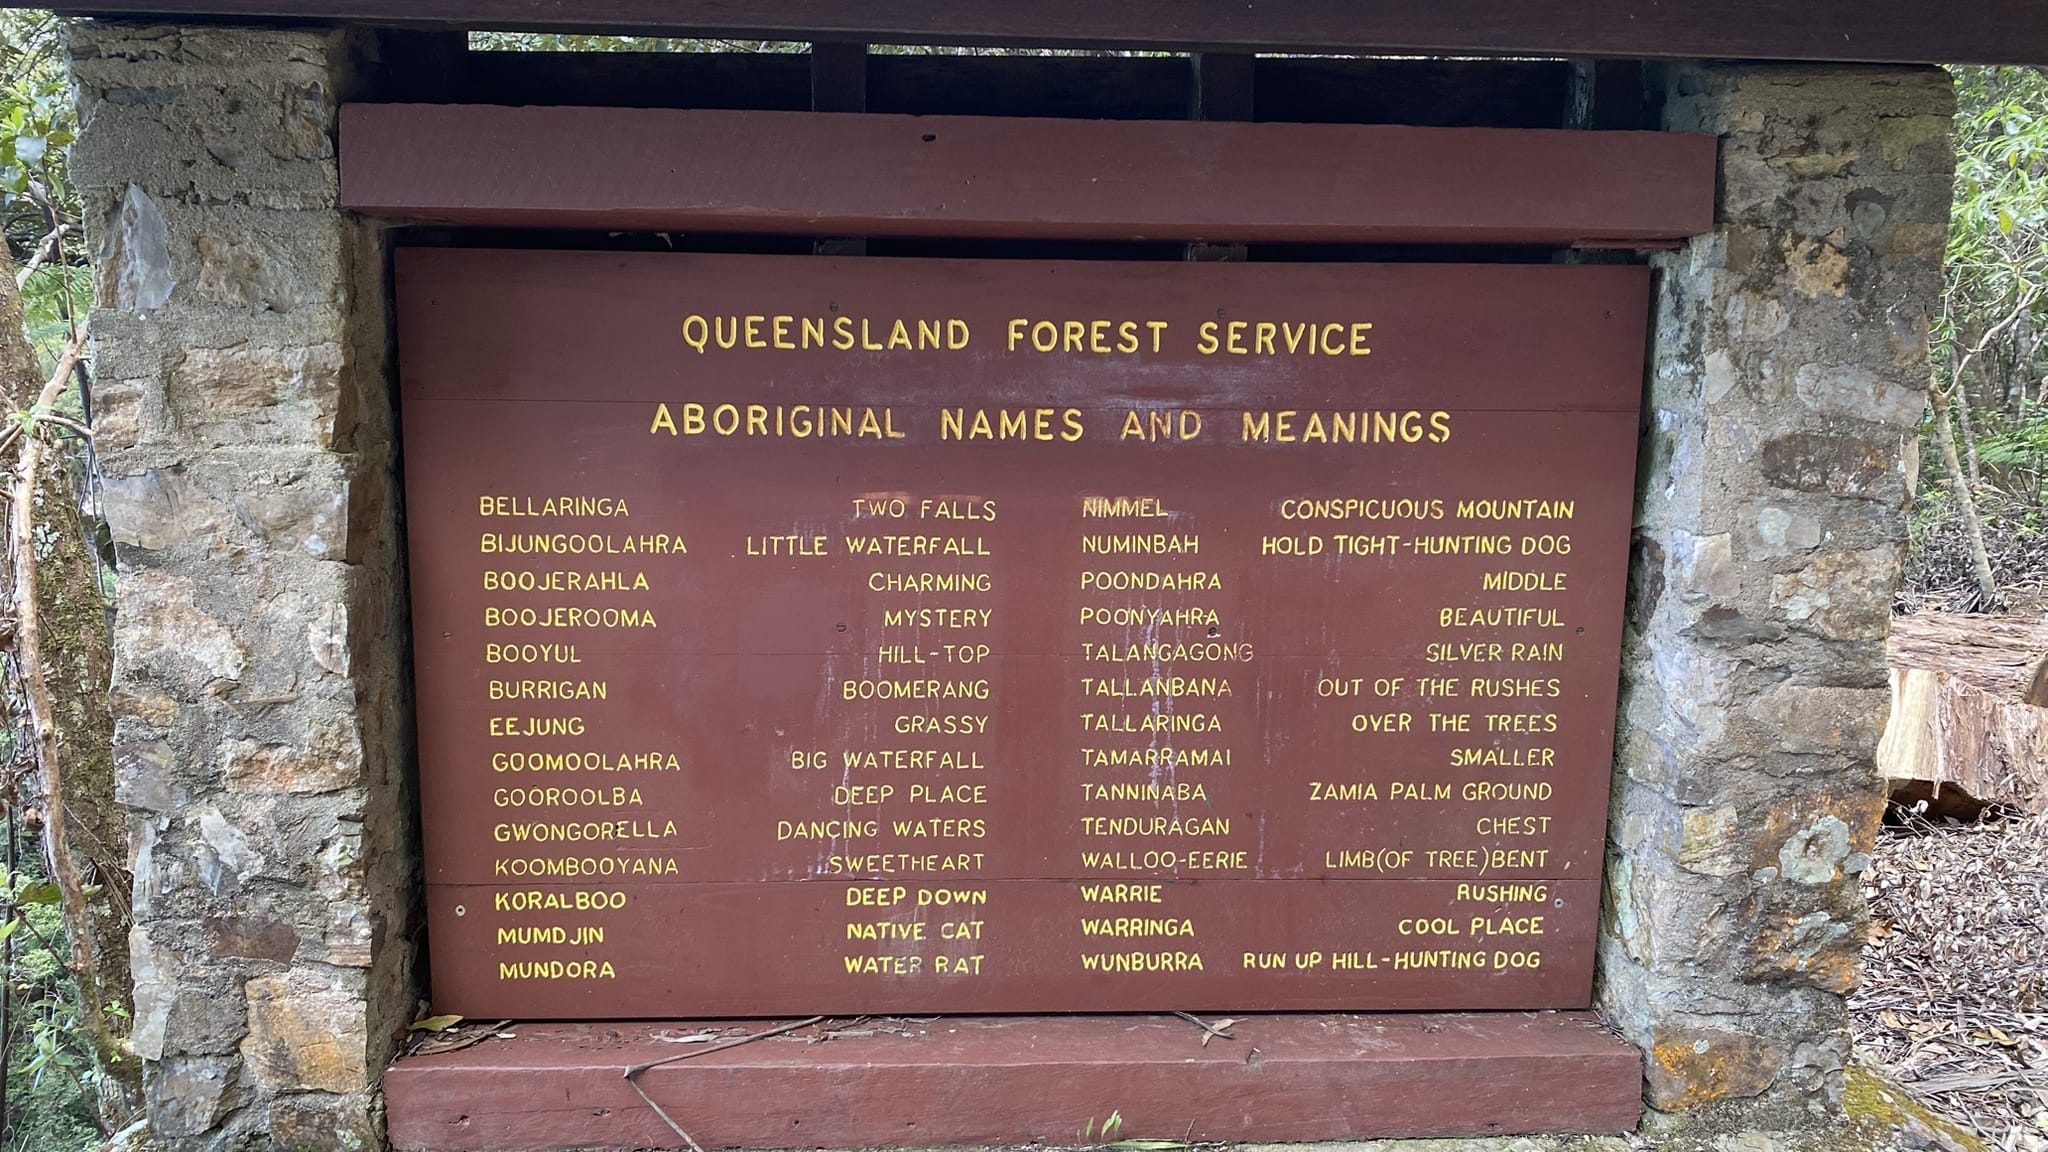 QUEENSLAND FOREST SERVICE
ABORIGINAL NAMES AND MEANINGS
BELLARINGA TWO FALLS
BIJUNGOOLAHRA LITTLE WATERFALL
BOOJERAHLA CHARMING
BOOJEROOMA MYSTERY
BOOYUL HILL-TOP
BURRIGAN BOOMERANG
EEJUNG GRASSY
GOOMOOLAHRA BIG WATERFALL
GOOROOLBA DEEP PLACE
GWONGORELLA DANCING WATERS
KOOMBOOYANA SWEETHEART
KORALBOO DEEP DOWN
MUMDJIN NATIVE CAT
MUNDORA WATER RAT
NIMMEL CONSPICUOUS MOUNTAIN
NUMINBAH HOLD TIGHT-HUNTING DOG
POONDAHRA MIDDLE
POONYAHRA BEAUTIFUL
TALANGAGONG SILVER RAIN
TALLANBANA OUT OF THE RUSHES
TALLARINGA OVER THE TREES
TAMARRAMAI SMALLER
TANNINABA ZAMIA PALM GROUND
TENDURAGAN CHEST
WALLOO-EERIE LIMB(OF TREE)BENT
WARRIE RUSHING
WARRINGA COOL PLACE
WUNBURRA RUN UP HILL-HUNTING DOG